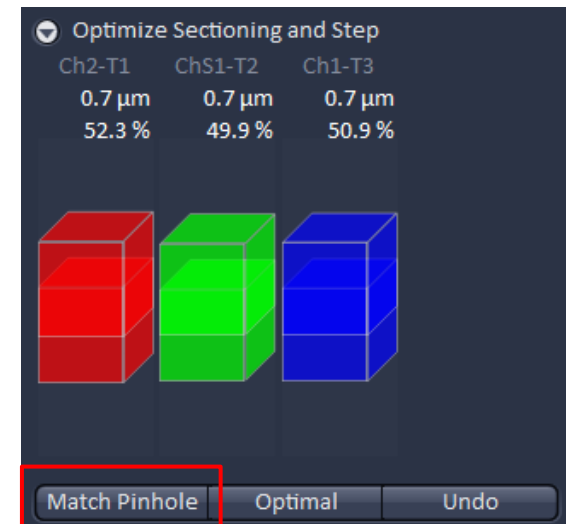 Optimize Sectioning and Step
Ch2-T1 ChS1-T2 Ch1-T3
0.7 µm 0.7 µm 0.7 µm
52.3 % 49.9 % 50.9 %
Match Pinhole Optimal Undo